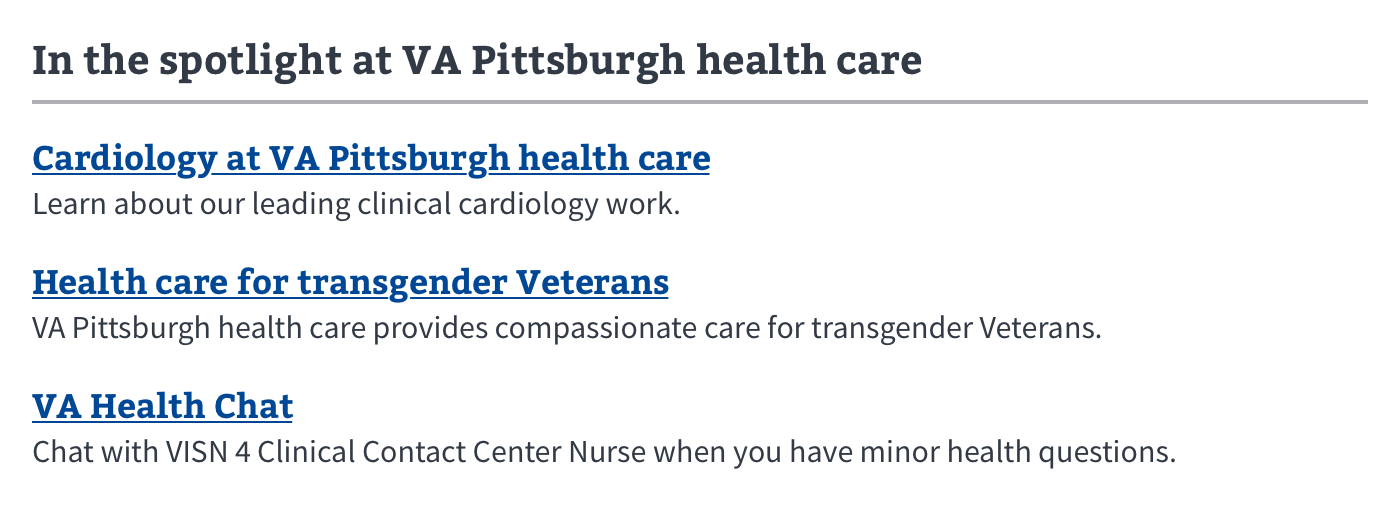 In the spotlight at VA Pittsburgh health care
Cardiology at VA Pittsburgh health care
Learn about our leading clinical cardiology work.
Health care for transgender Veterans
VA Pittsburgh health care provides compassionate care for transgender Veterans.
VA Health Chat
Chat with VISN 4 Clinical Contact Center Nurse when you have minor health questions.